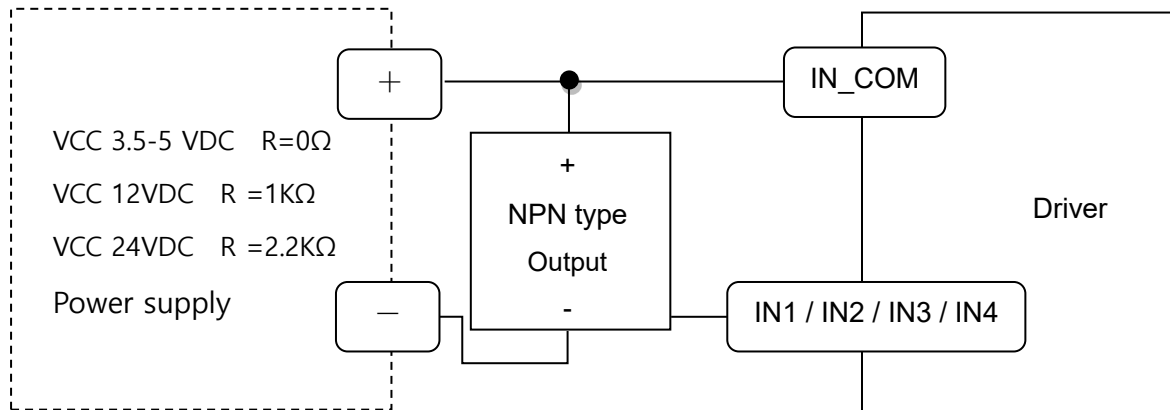 +
IN_COM
VCC 3.5-5 VDC R=0Ω
VCC 12VDC R =1KΩ
VCC 24VDC R =2.2KΩ
Power supply
+
NPN type
Output
-
Driver
−
IN1 / IN2 / IN3 / IN4